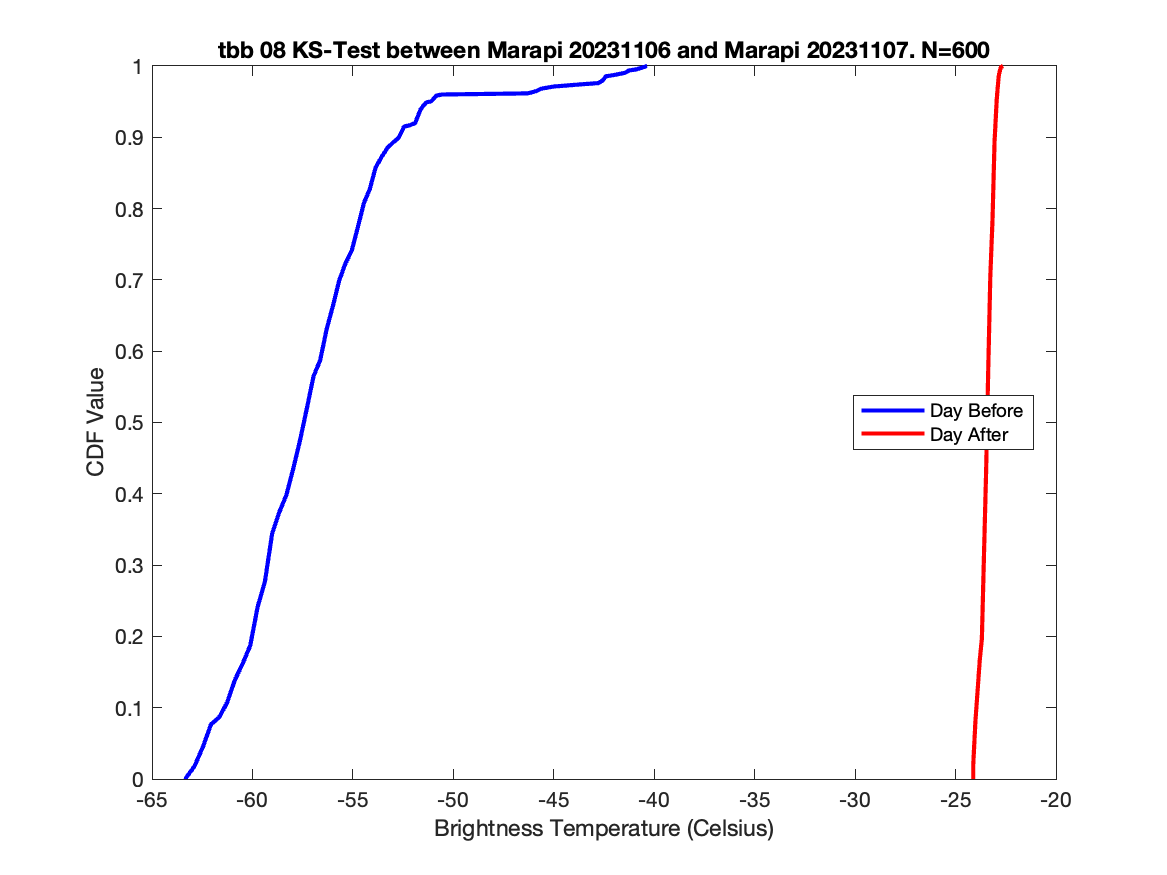 tbb 08 KS-Test between Marapi 20231106 and Marapi 20231107. N=600
1
0.9
0.8
0.7
0.6
0.5
0.4
0.3
0.2
0.1
0
CDF Value
Day Before
Day After
-65 -60 -55 -50 -45 -40 -35 -30 -25 -20
Brightness Temperature (Celsius)